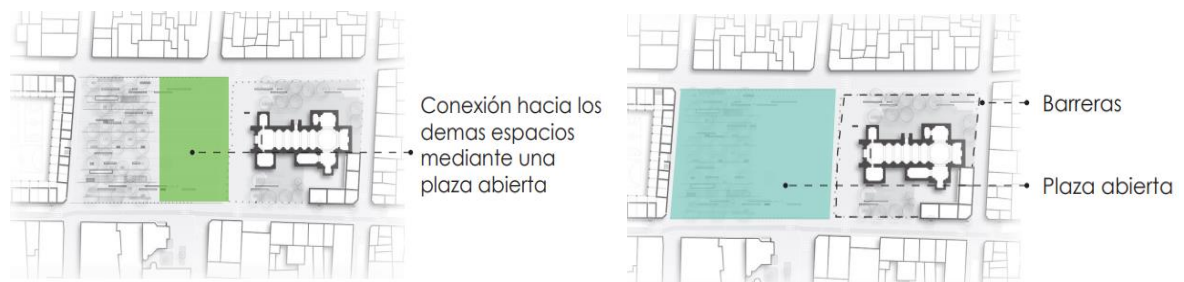 Conexión hacia los
demas espacios
mediante una
plaza abierta
Barreras
Plaza abierta